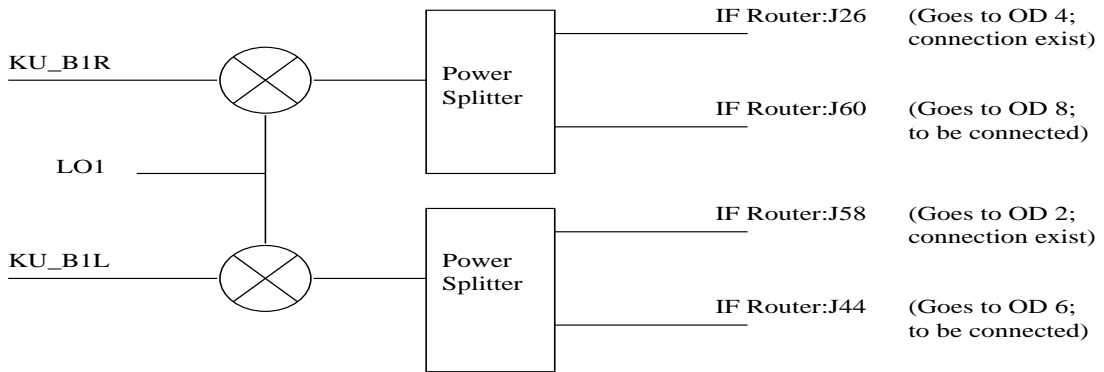 IF Router:J26 (Goes to OD 4;
connection exist)
KU_B1R
Power
Splitter
IF Router:J60 (Goes to OD 8;
to be connected)
LO1
IF Router:J58 (Goes to OD 2;
connection exist)
KU_B1L
Power
Splitter
IF Router:J44 (Goes to OD 6;
to be connected)